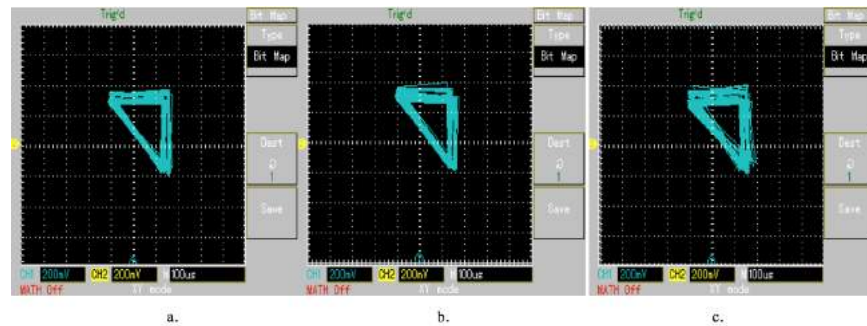 Trig'd
Bit Map
Type
Bit Map
Dest
1
Save
CH1 200mV CH2 200mV M 100us
MATH Off XY mode
a.
Trig'd
Bit Map
Type
Bit Map
Dest
1
Save
CH1 200mV CH2 200mV M 100us
MATH Off XY mode
b.
Trig'd
Bit Map
Type
Bit Map
Dest
1
Save
CH1 200mV CH2 200mV M 100us
MATH Off XY mode
c.